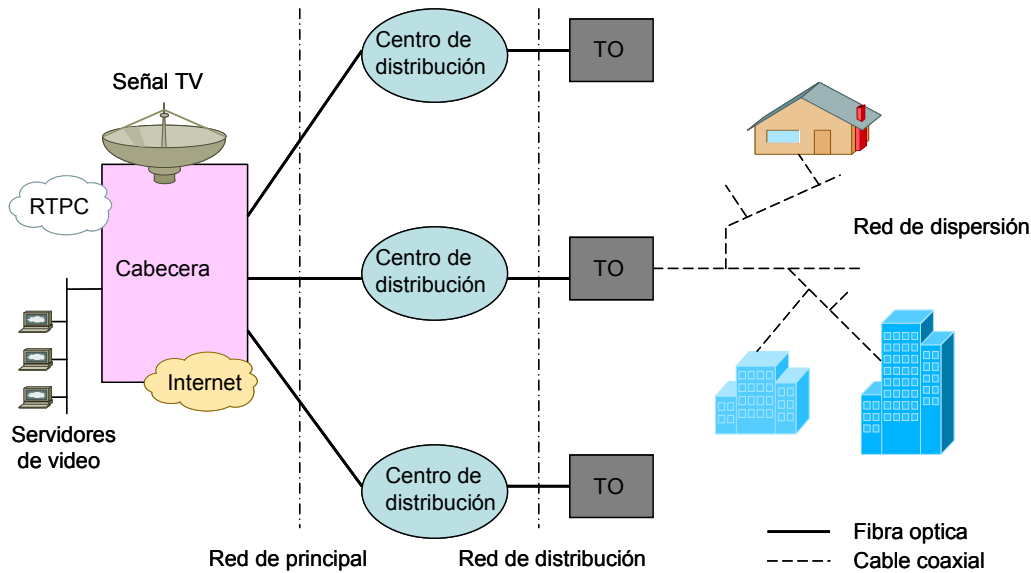 Señal TV
RTPC
Cabecera
Internet
Servidores
de video
Centro de
distribución
TO
Centro de
distribución
TO
Centro de
distribución
TO
Red de dispersión
Red de principal
Red de distribución
Fibra optica
Cable coaxial